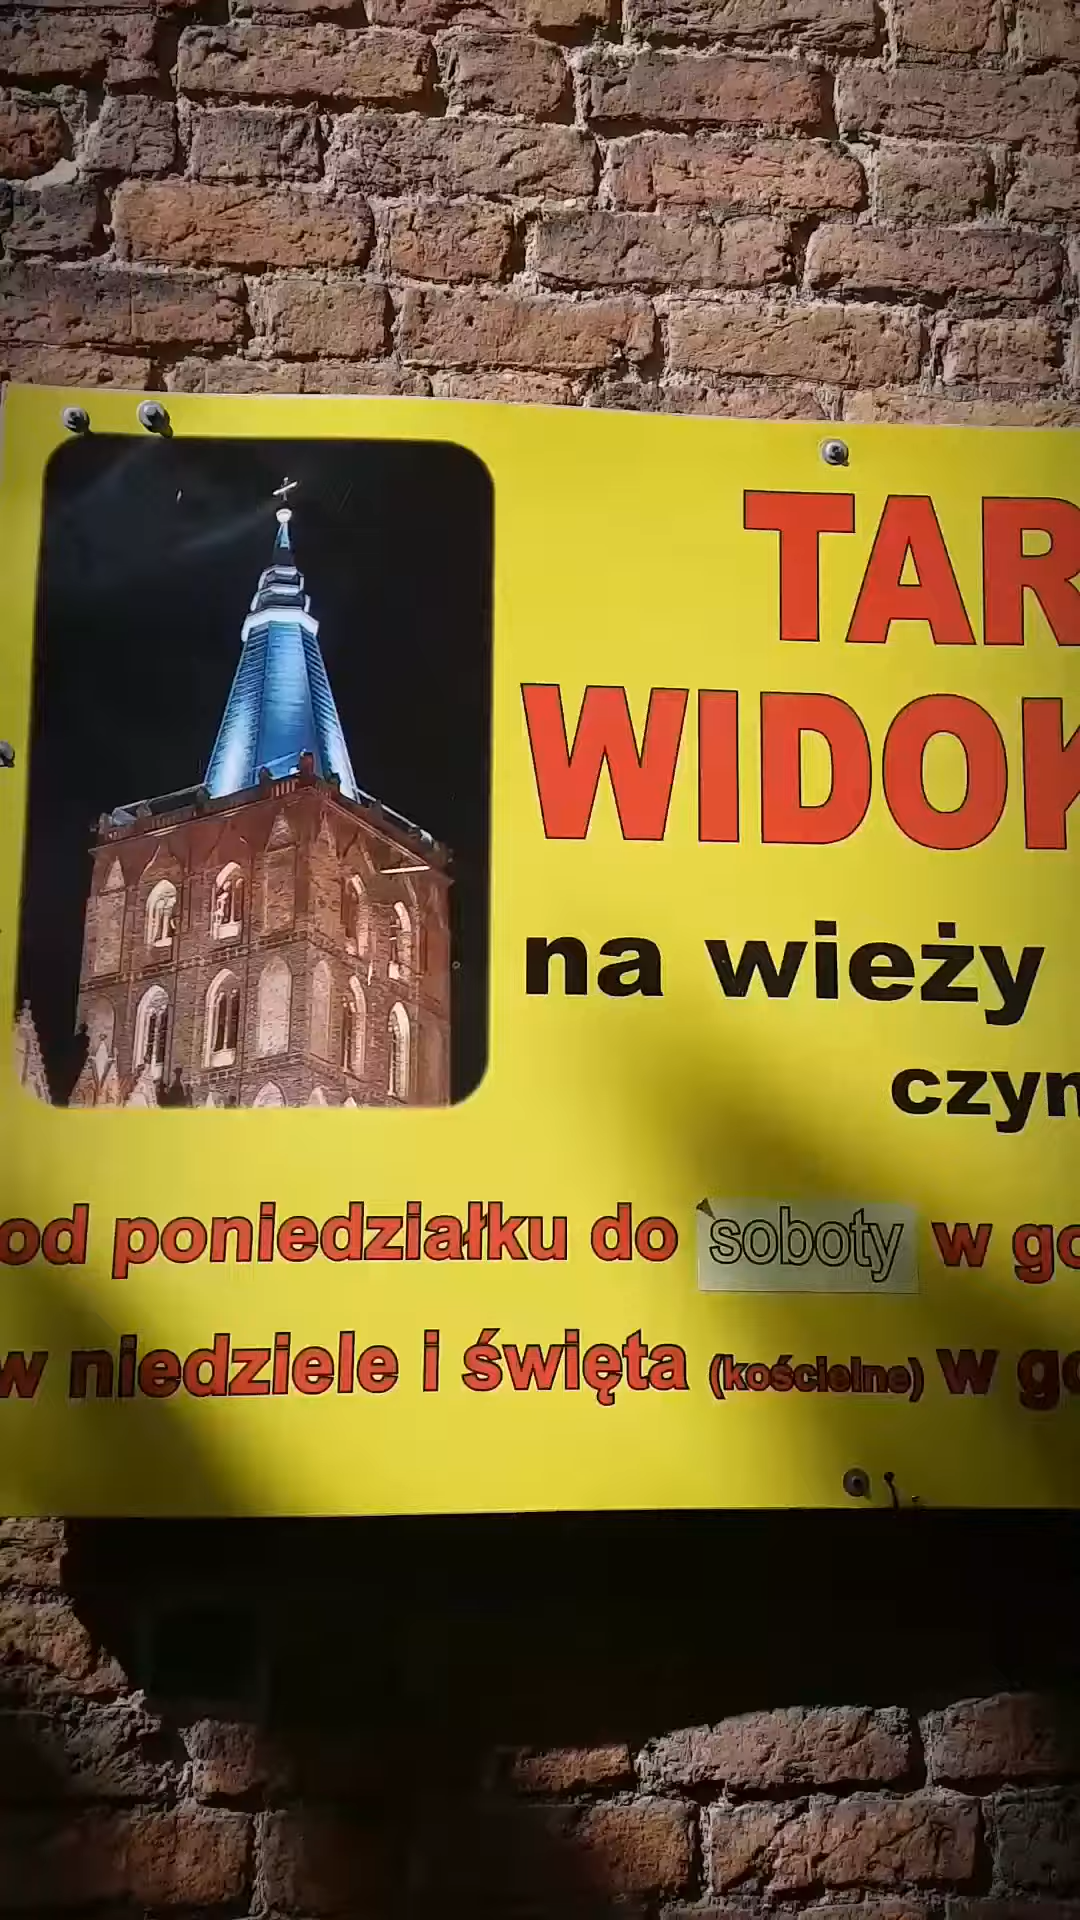 TAR
WIDOK
na wieży
czyn
od poniedziałku do soboty w go
w niedziele i święta (kościelne) w go